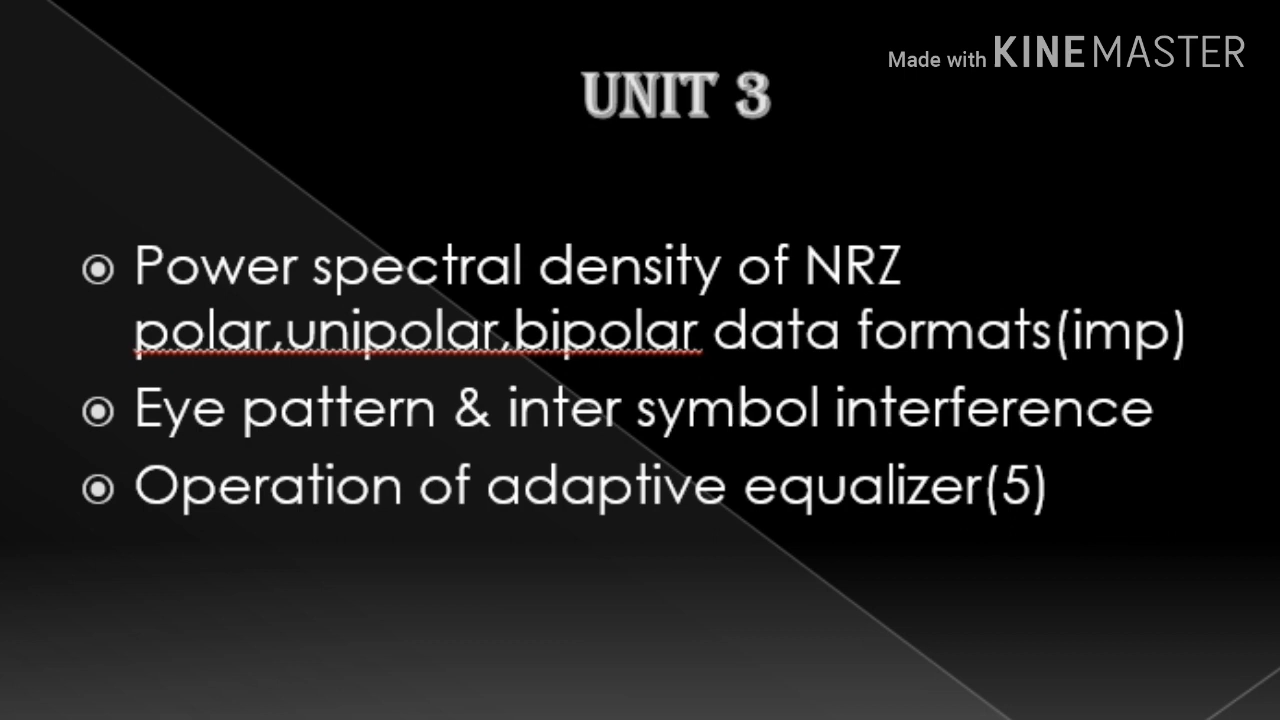 Made with KINEMASTER
UNIT 3
Power spectral density of NRZ
polar,unipolar,bipolar data formats(imp)
Eye pattern & inter symbol interference
Operation of adaptive equalizer(5)